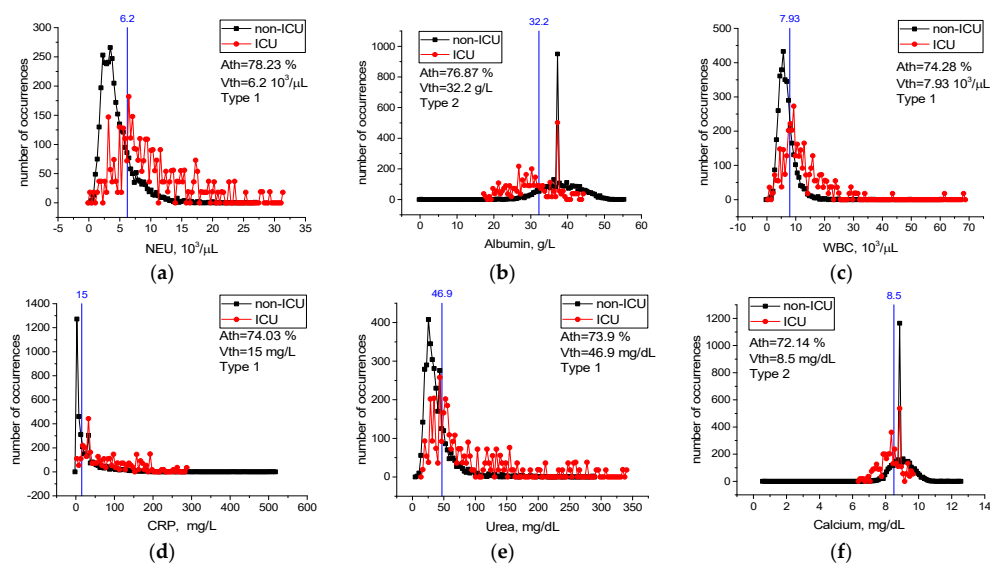 6.2
300
250
200
150
100
50
0
number of occurrences
non-ICU
ICU
Ath=78.23 %
Vth=6.2 10³/μL
Type 1
-5 0 5 10 15 20 25 30 35
NEU, 10³/μL
(a)
32.2
1000
800
600
400
200
0
number of occurrences
non-ICU
ICU
Ath=76.87 %
Vth=32.2 g/L
Type 2
0 10 20 30 40 50 60
Albumin, g/L
(b)
7.93
500
400
300
200
100
0
number of occurrences
non-ICU
ICU
Ath=74.28 %
Vth=7.93 10³/μL
Type 1
-10 0 10 20 30 40 50 60 70
WBC, 10³/μL
(c)
15
1400
1200
1000
800
600
400
200
0
-200
number of occurrences
non-ICU
ICU
Ath=74.03 %
Vth=15 mg/L
Type 1
0 100 200 300 400 500 600
CRP, mg/L
(d)
46.9
400
300
200
100
0
number of occurrences
non-ICU
ICU
Ath=73.9 %
Vth=46.9 mg/dL
Type 1
0 50 100 150 200 250 300 350
Urea, mg/dL
(e)
8.5
1200
1000
800
600
400
200
0
number of occurrences
non-ICU
ICU
Ath=72.14 %
Vth=8.5 mg/dL
Type 2
0 2 4 6 8 10 12 14
Calcium, mg/dL
(f)